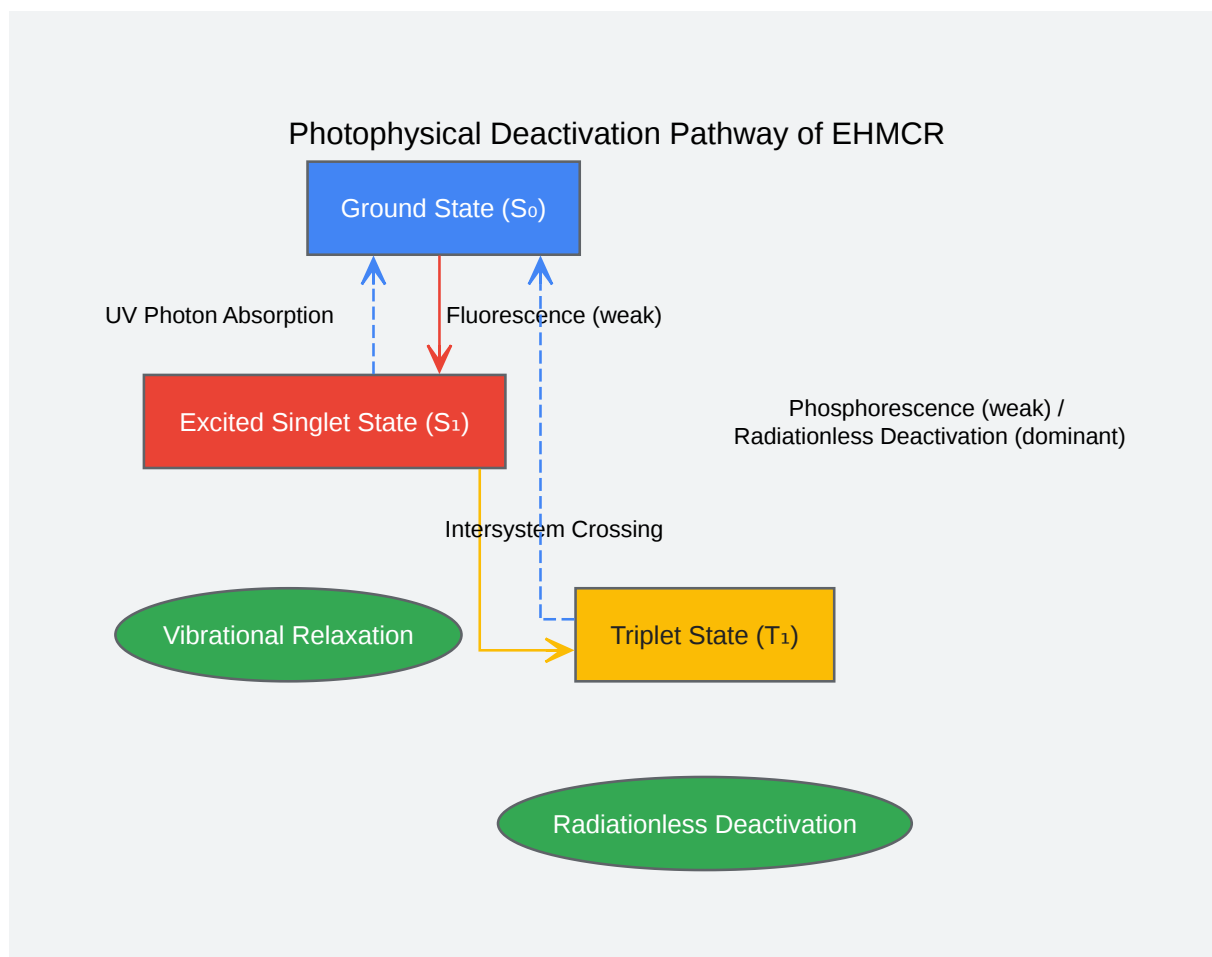 Photophysical Deactivation Pathway of EHMCR
Ground State (S₀)
UV Photon Absorption
Fluorescence (weak)
Excited Singlet State (S₁)
Phosphorescence (weak) /
Radiationless Deactivation (dominant)
Intersystem Crossing
Vibrational Relaxation
Triplet State (T₁)
Radiationless Deactivation